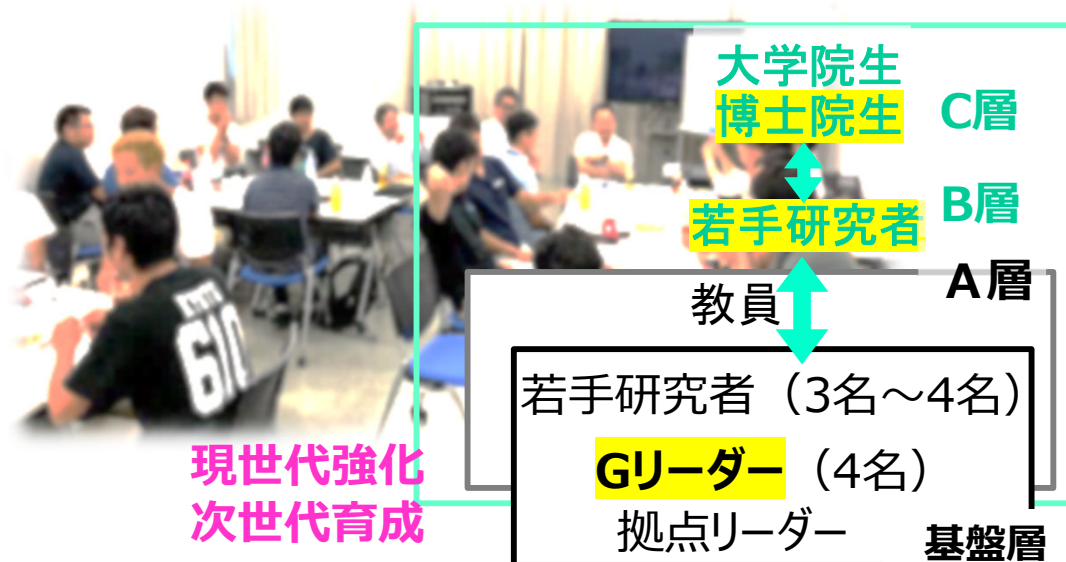 大学院生
博士院生
C層
若手研究者
B層
A層
教員
若手研究者（3名～4名）
Gリーダー（4名）
拠点リーダー
基盤層
現世代強化
次世代育成
610